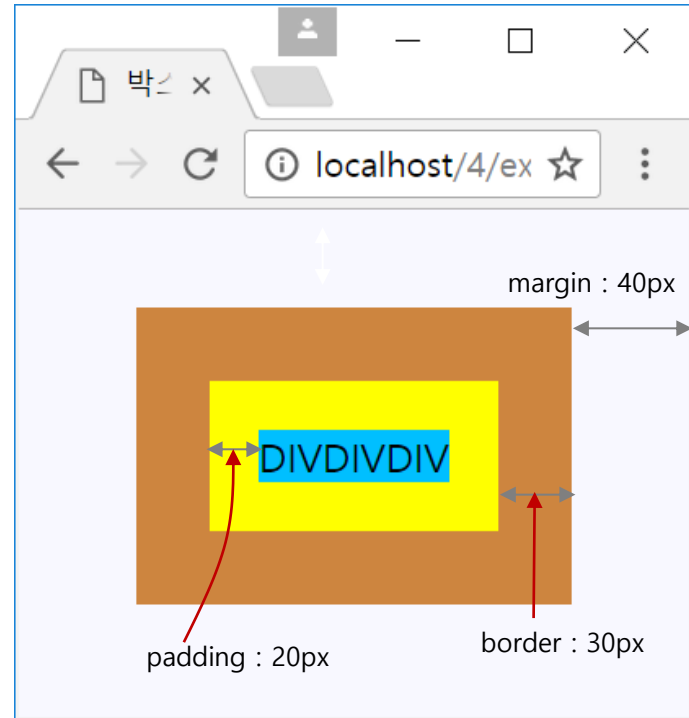 박스
localhost/4/ex
margin : 40px
DIVDIVDIV
padding : 20px
border : 30px